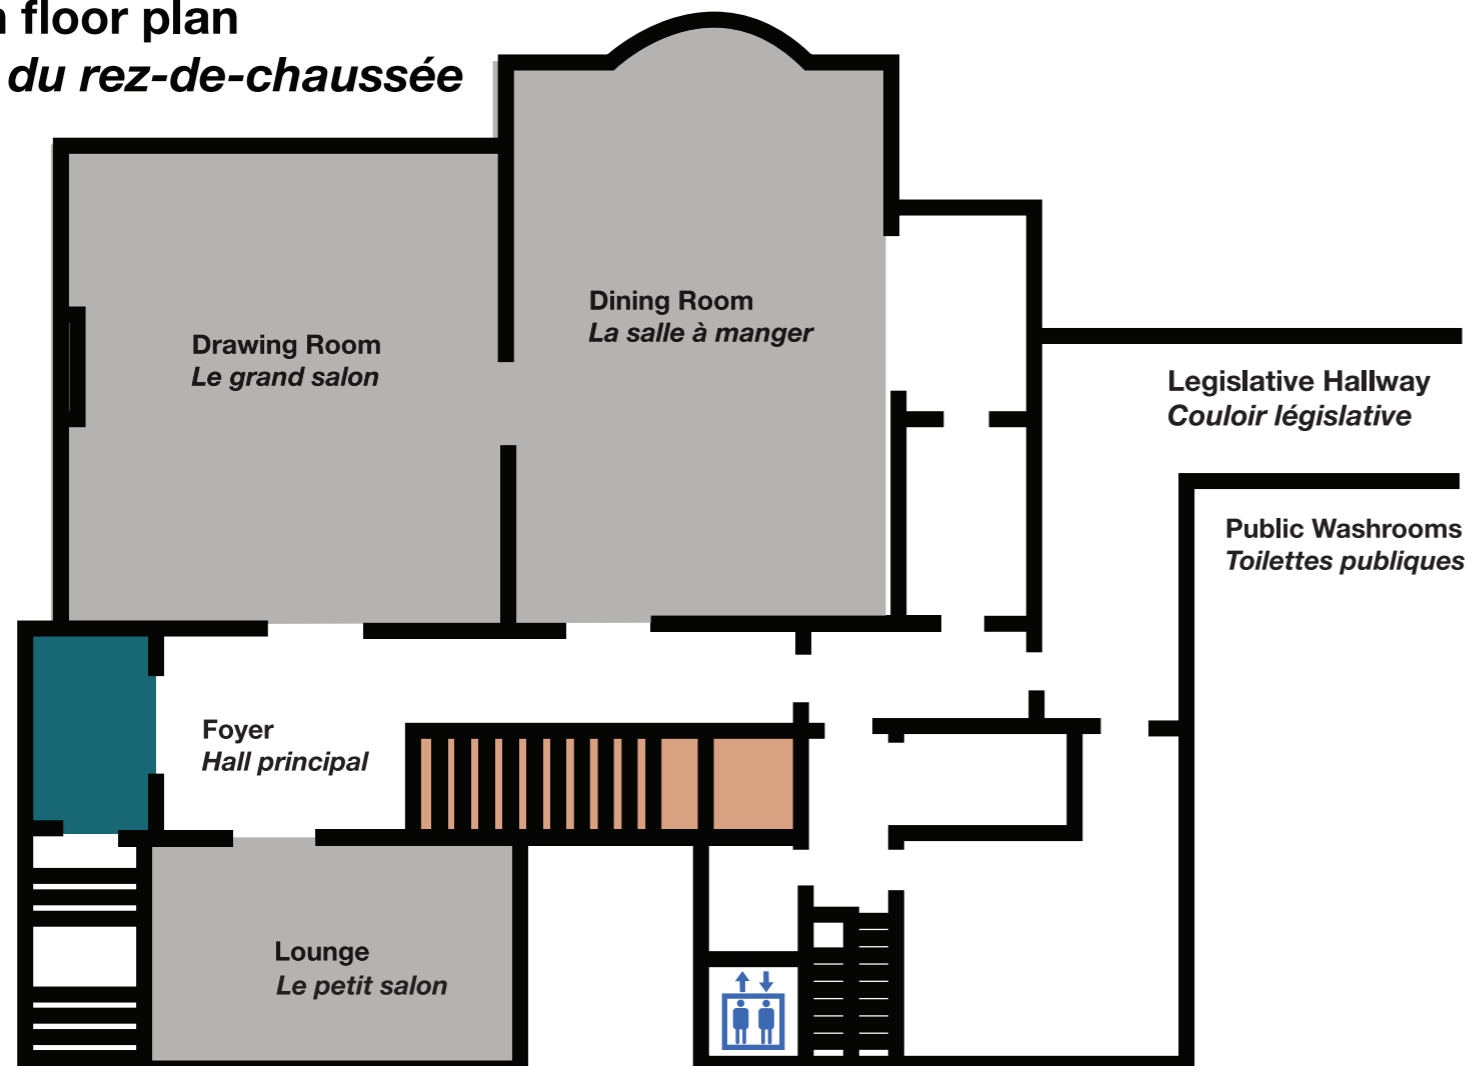 floor plan
du rez-de-chaussée
Dining Room
La salle à manger
Drawing Room
Le grand salon
Legislative Hallway
Couloir législative
Public Washrooms
Toilettes publiques
Foyer
Hall principal
Lounge
Le petit salon